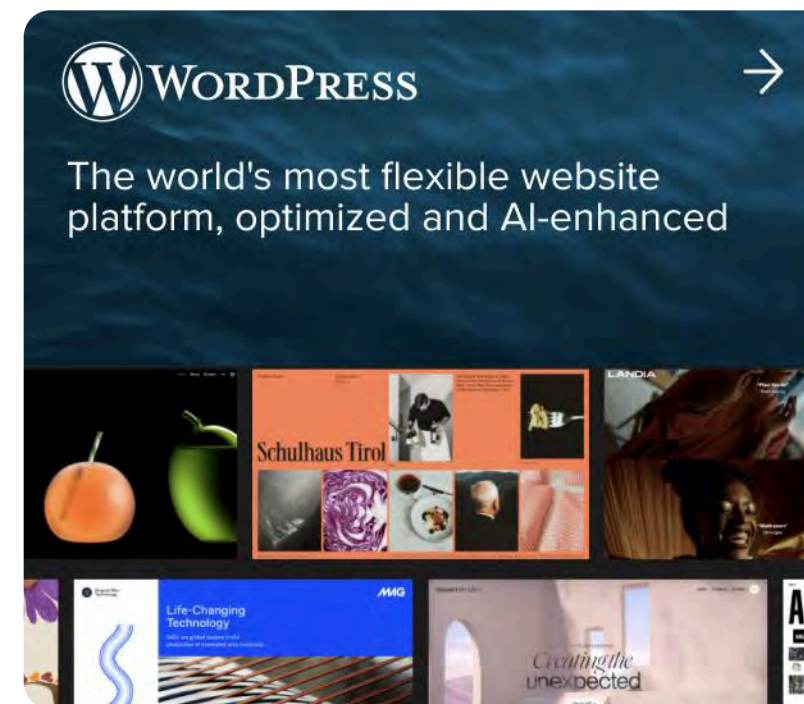 WORDPRESS
The world's most flexible website
platform, optimized and AI-enhanced
Schulhaus Tirol
LANDIA
MAG
Life-Changing
Technology
Creating the
unexpected